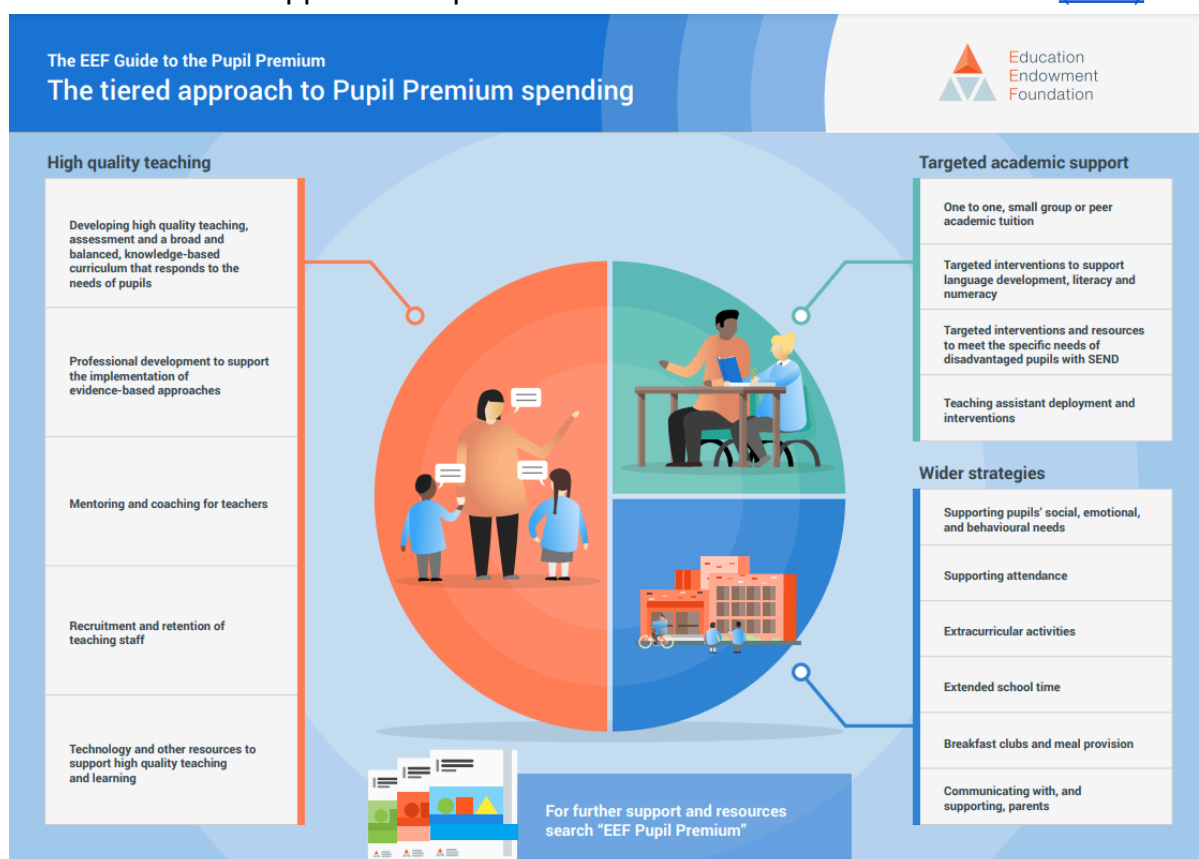 The EEF Guide to the Pupil Premium
The tiered approach to Pupil Premium spending
Education
Endowment
Foundation
High quality teaching
Developing high quality teaching,
assessment and a broad and
balanced, knowledge-based
curriculum that responds to the
needs of pupils
Professional development to support
the implementation of
evidence-based approaches
Mentoring and coaching for teachers
Recruitment and retention of
teaching staff
Technology and other resources to
support high quality teaching
and learning
Targeted academic support
One to one, small group or peer
academic tuition
Targeted interventions to support
language development, literacy and
numeracy
Targeted interventions and resources
to meet the specific needs of
disadvantaged pupils with SEND
Teaching assistant deployment and
interventions
Wider strategies
Supporting pupils' social, emotional,
and behavioural needs
Supporting attendance
Extracurricular activities
Extended school time
Breakfast clubs and meal provision
Communicating with, and
supporting, parents
For further support and resources
search “EEF Pupil Premium”